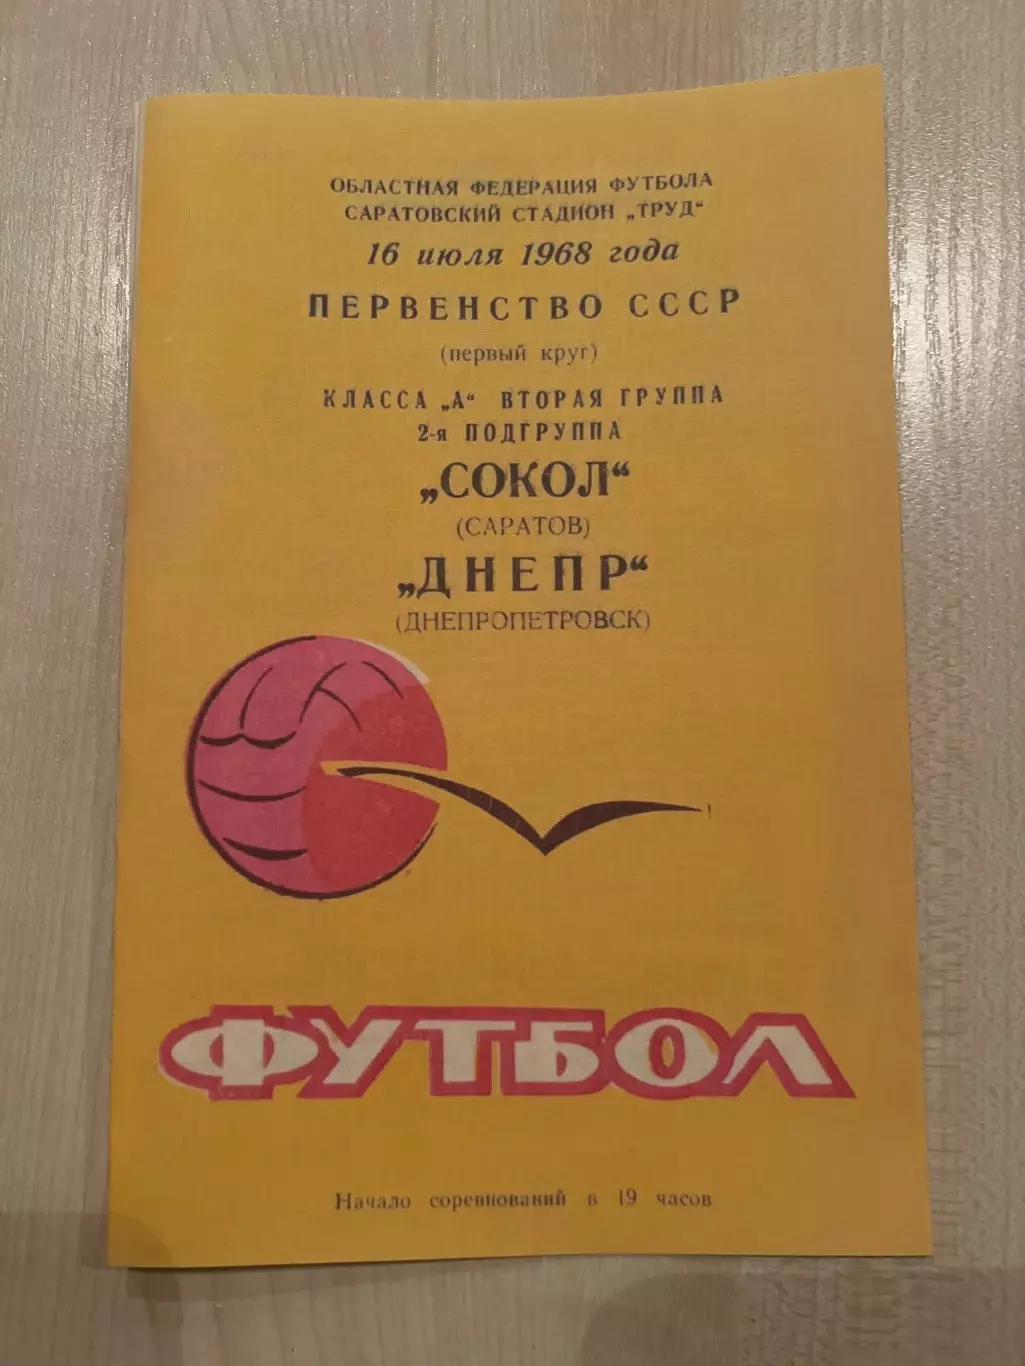 ОБЛАСТНАЯ ФЕДЕРАЦИЯ ФУТБОЛА
САРАТОВСКИЙ СТАДИОН „ТРУД“
16 июля 1968 года
ПЕРВЕНСТВО СССР
(первый круг)
КЛАССА „А“ ВТОРАЯ ГРУППА
2-я ПОДГРУППА
„СОКОЛ“
(САРАТОВ)
„ДНЕПР“
(ДНЕПРОПЕТРОВСК)
ФУТБОЛ
Начало соревнований в 19 часов